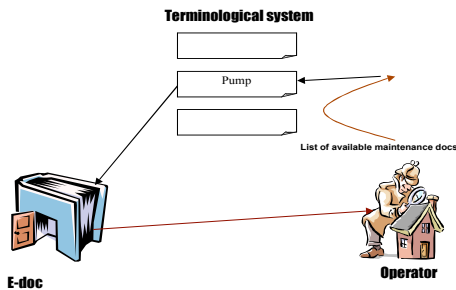 Terminological system
Pump
List of available maintenance docs
Operator
E-doc